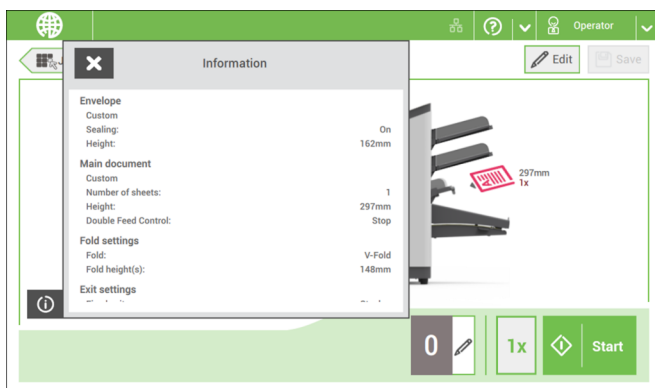 Operator
Information
Edit
Save
Envelope
Custom
Sealing: On
Height: 162mm
Main document
Custom
Number of sheets: 1
Height: 297mm
Double Feed Control: Stop
Fold settings
Fold: V-Fold
Fold height(s): 148mm
Exit settings
297mm
1x
0
1x
Start